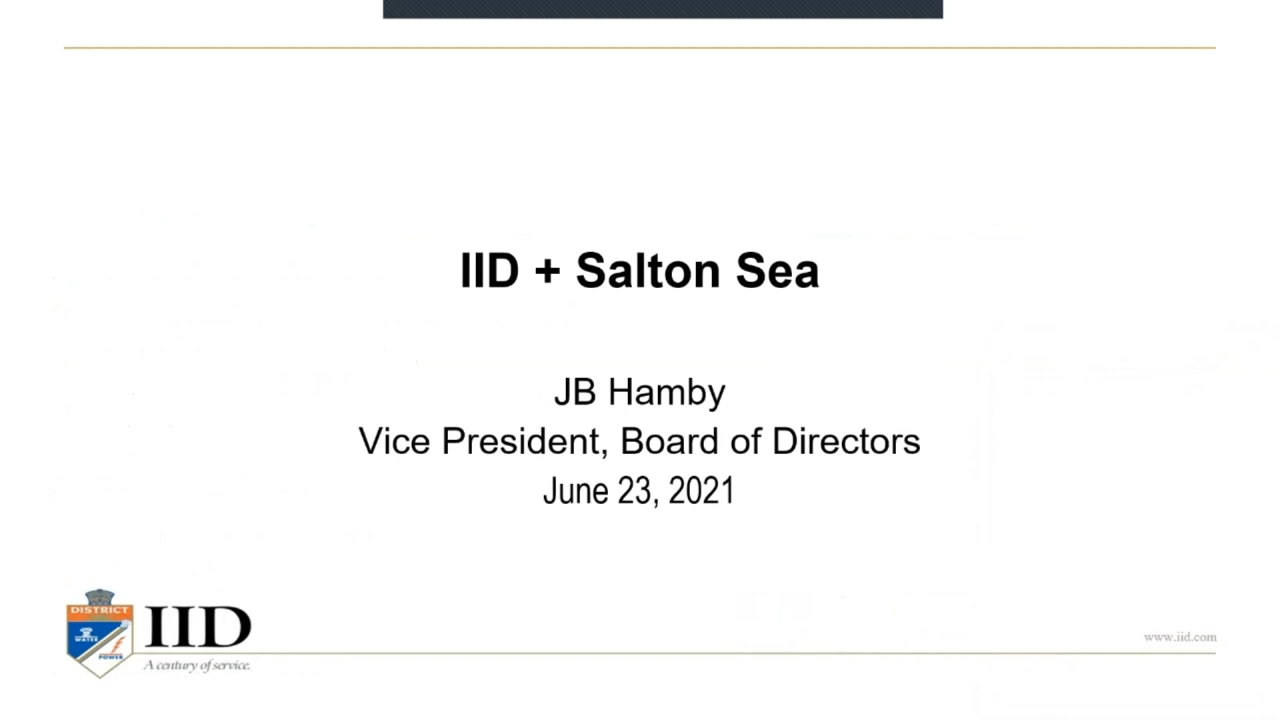 IID + Salton Sea
JB Hamby
Vice President, Board of Directors
June 23, 2021
DISTRICT
WATER
POWER
IID
A century of service.
www.iid.com